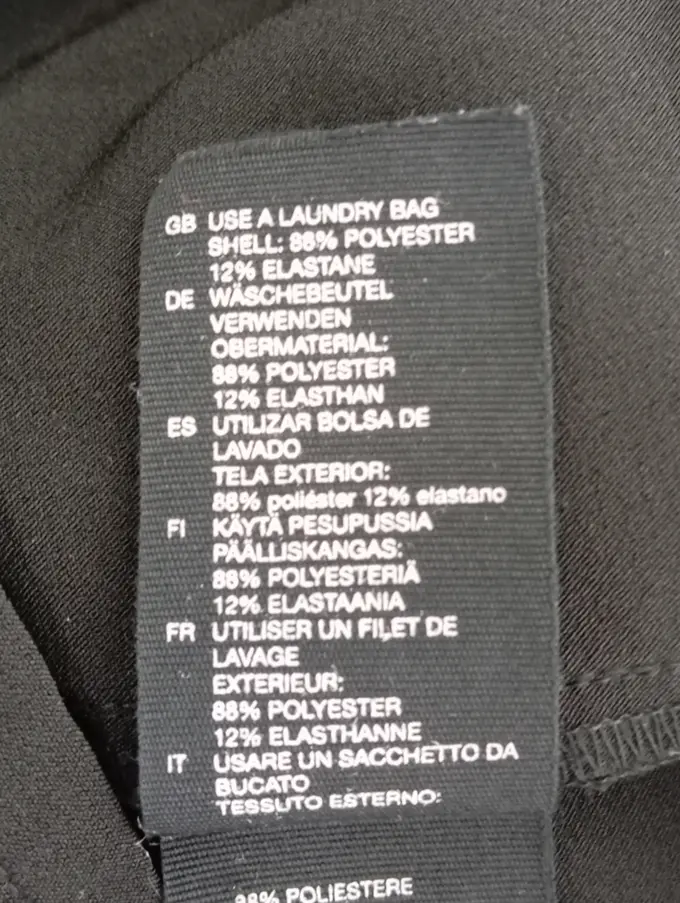 GB USE A LAUNDRY BAG
SHELL: 88% POLYESTER
12% ELASTANE
DE WÄSCHEBEUTEL
VERWENDEN
OBERMATERIAL:
88% POLYESTER
12% ELASTHAN
ES UTILIZAR BOLSA DE
LAVADO
TELA EXTERIOR:
88% poliéster 12% elastano
FI KÄYTÄ PESUPUSSIA
PÄÄLLISKANGAS:
88% POLYESTERIÄ
12% ELASTAANIA
FR UTILISER UN FILET DE
LAVAGE
EXTERIEUR:
88% POLYESTER
12% ELASTHANNE
IT USARE UN SACCHETTO DA
BUCATO
TESSUTO ESTERNO:
88% POLIESTERE